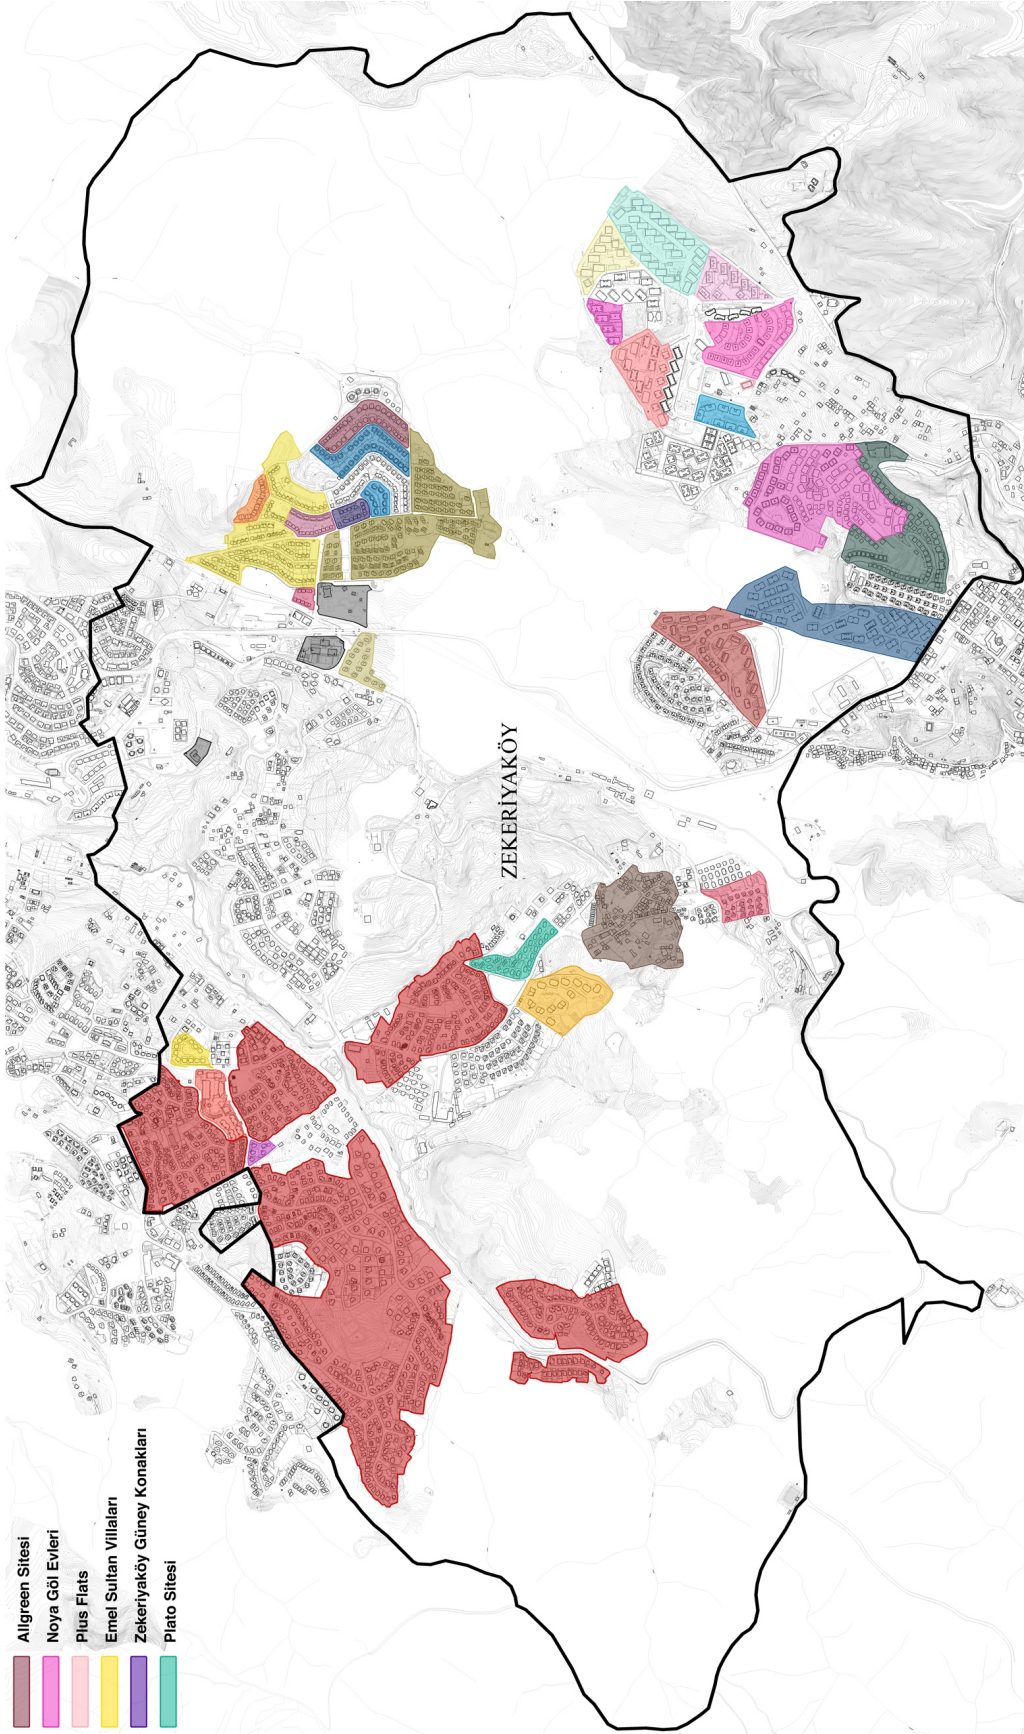 ZEKERİYAKÖY
Allgreen Sitesi
Noya Göl Evleri
Plus Flats
Emel Sultan Villaları
Zekeriyaköy Güney Konakları
Plato Sitesi